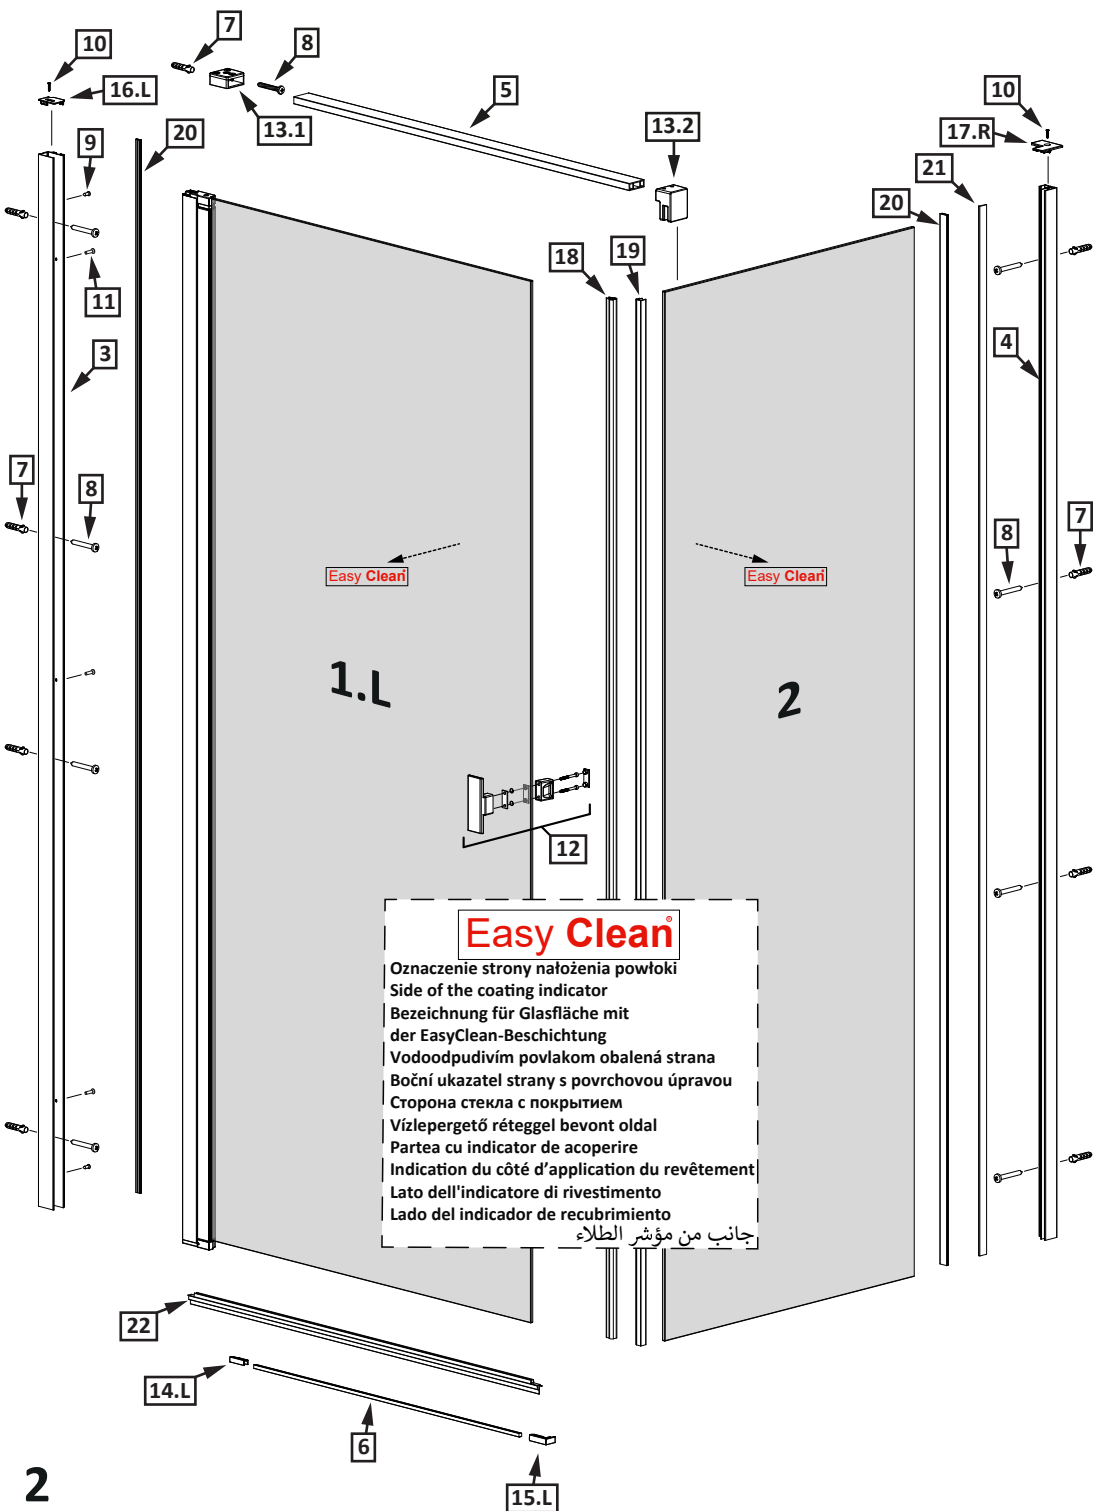 7
8
10
16.L
13.1
5
13.2
10
17.R
9
20
21
20
18
19
11
3
4
7
8
8
7
Easy Clean
Easy Clean
1.L
2
12
Easy Clean®
Oznaczenie strony nałożenia powłoki
Side of the coating indicator
Bezeichnung für Glasfläche mit
der EasyClean-Beschichtung
Vodoodpudivím povlakom obalená strana
Boční ukazatel strany s povrchovou úpravou
Сторона стекла с покрытием
Vízlepergető réteggel bevont oldal
Partea cu indicator de acoperire
Indication du côté d’application du revêtement
Lato dell'indicatore di rivestimento
Lado del indicador de recubrimiento
جانب من مؤشر الطلاء
22
14.L
6
15.L
2